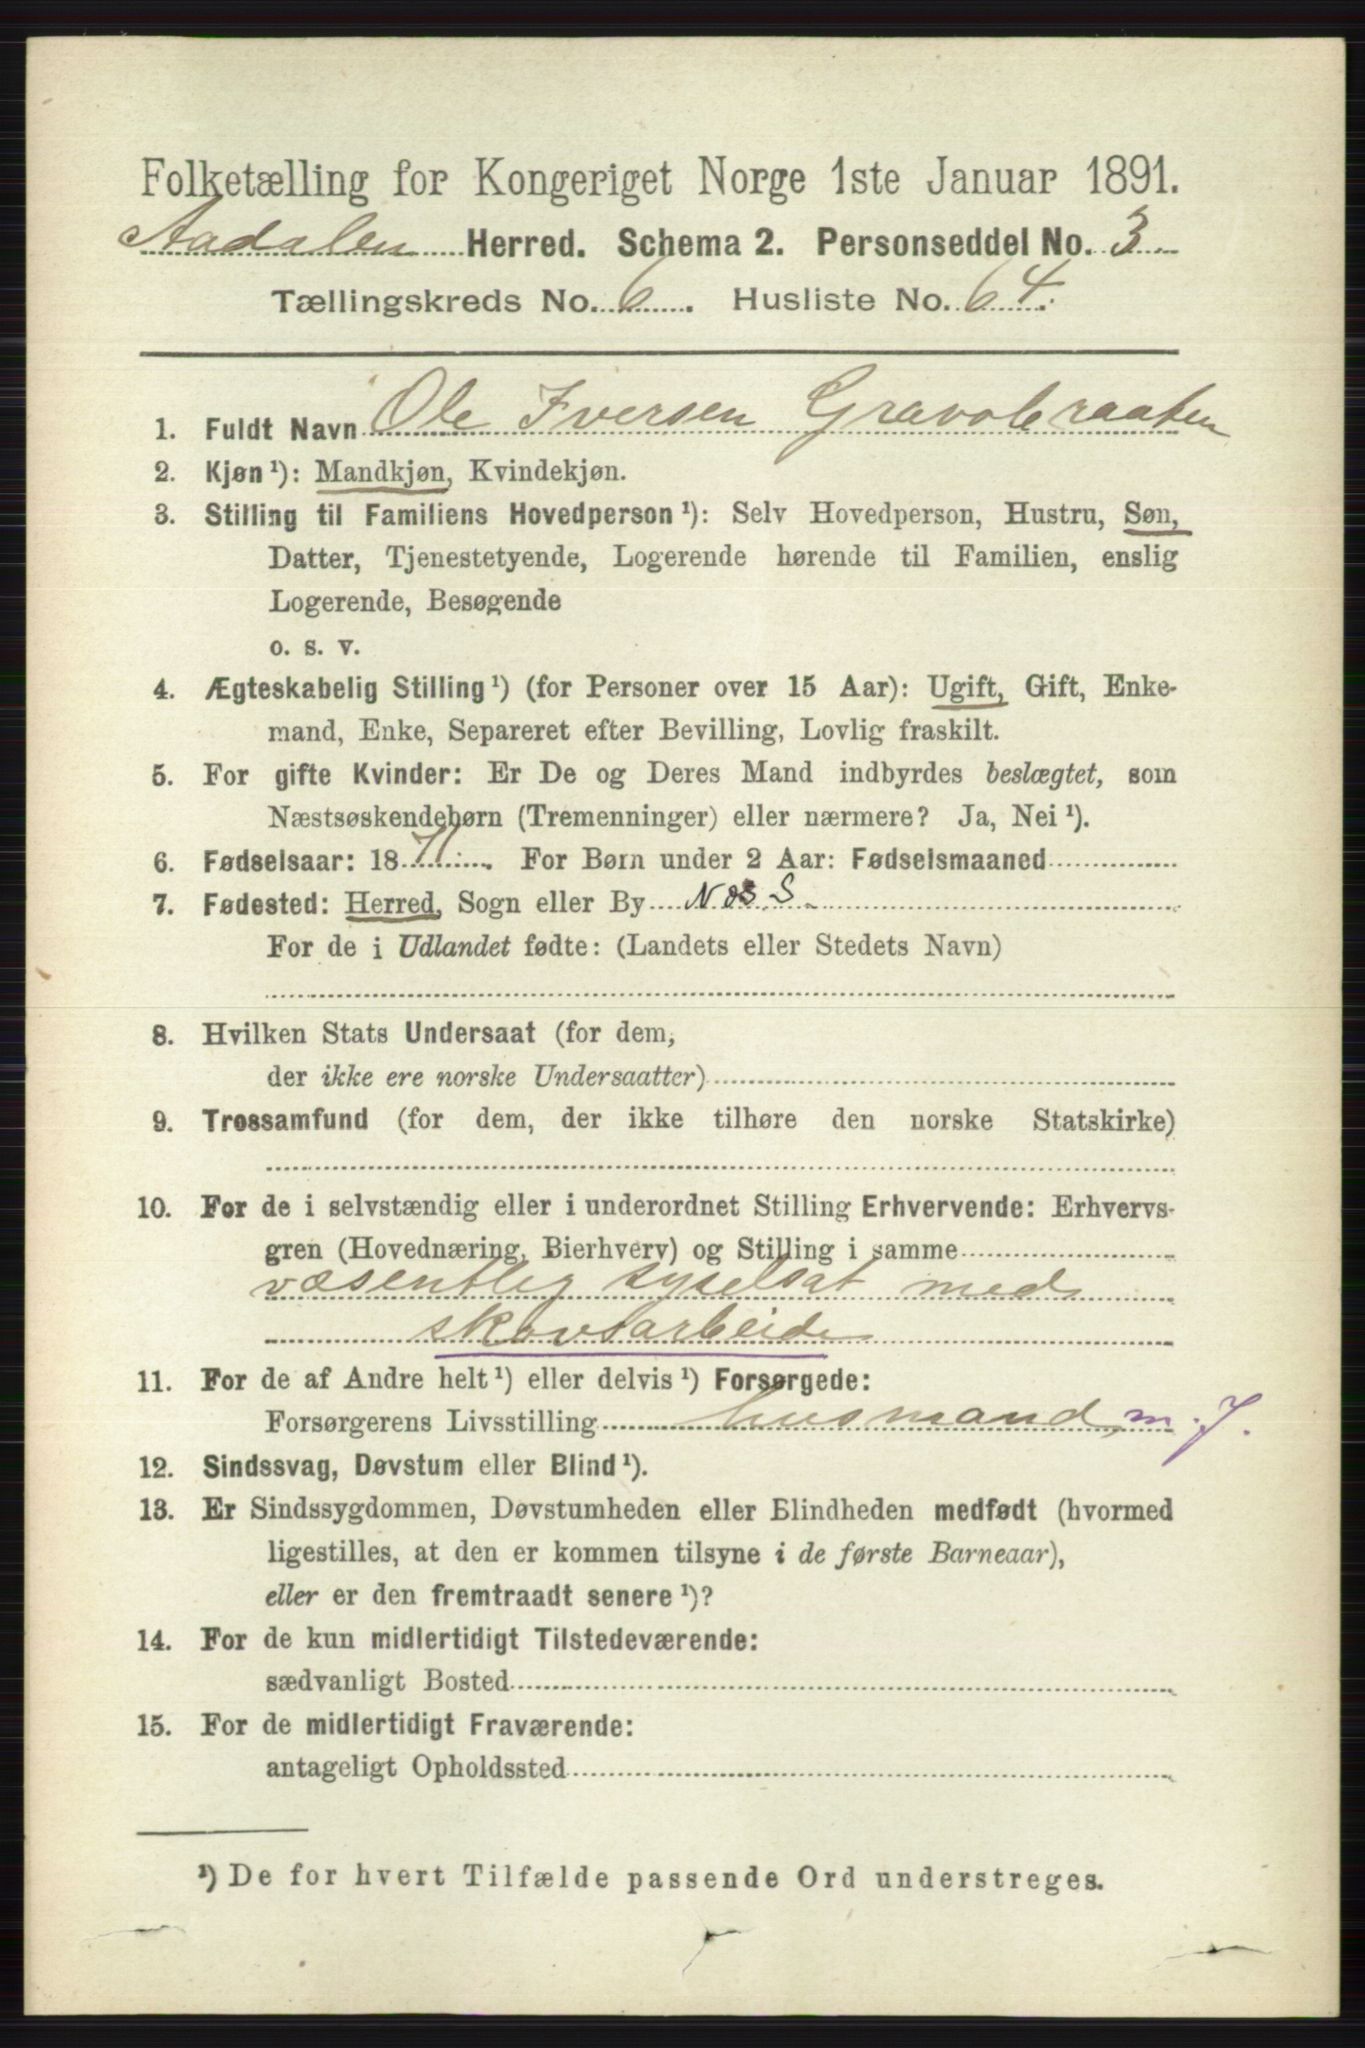 Folketælling for Kongeriget Norge 1ste Januar 1891.
Aadalen Herred. Schema 2. Personseddel No. 3
Tællingskreds No. 6. Husliste No. 64.
1. Fuldt Navn Ole Iversen Gravobraaten
2. Kjøn¹): Mandkjøn, Kvindekjøn.
3. Stilling til Familiens Hovedperson¹): Selv Hovedperson, Hustru, Søn,
Datter, Tjenestetyende, Logerende hørende til Familien, enslig
Logerende, Besøgende
o. s. v.
4. Ægteskabelig Stilling¹) (for Personer over 15 Aar): Ugift, Gift, Enke-
mand, Enke, Separeret efter Bevilling, Lovlig fraskilt.
5. For gifte Kvinder: Er De og Deres Mand indbyrdes beslægtet, som
Næstsøskendebørn (Tremenninger) eller nærmere? Ja, Nei¹).
6. Fødselsaar: 1871. For Børn under 2 Aar: Fødselsmaaned
7. Fødested: Herred, Sogn eller By N
For de i Udlandet fødte: (Landets eller Stedets Navn)
8. Hvilken Stats Undersaat (for dem,
der ikke ere norske Undersaatter)
9. Trossamfund (for dem, der ikke tilhøre den norske Statskirke)
10. For de i selvstændig eller i underordnet Stilling Erhvervende: Erhvervs-
gren (Hovednæring, Bierhverv) og Stilling i samme
væsentlig syselsat med
skovsarbeide
11. For de af Andre helt¹) eller delvis¹) Forsørgede:
Forsørgerens Livsstilling husmand, m. J.
12. Sindssvag, Døvstum eller Blind¹).
13. Er Sindssygdommen, Døvstumheden eller Blindheden medfødt (hvormed
ligestilles, at den er kommen tilsyne i de første Barneaar),
eller er den fremtraadt senere¹)?
14. For de kun midlertidigt Tilstedeværende:
sædvanligt Bosted
15. For de midlertidigt Fraværende:
antageligt Opholdssted
¹) De for hvert Tilfælde passende Ord understreges.